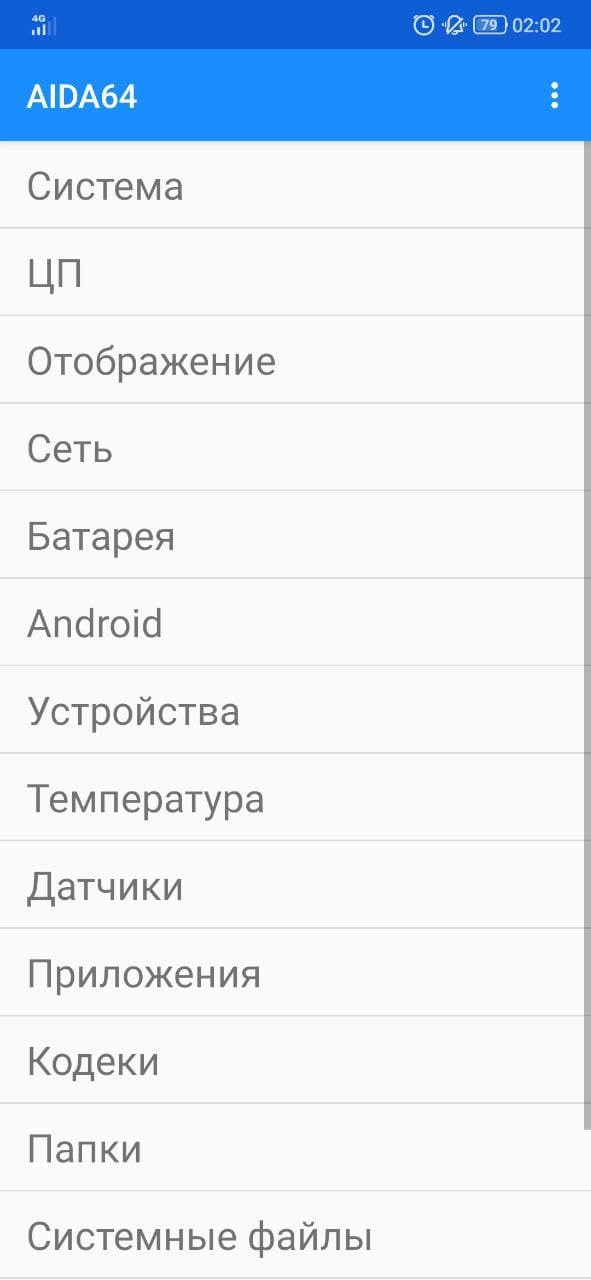 4G
79 02:02
AIDA64
Система
ЦП
Отображение
Сеть
Батарея
Android
Устройства
Температура
Датчики
Приложения
Кодеки
Папки
Системные файлы